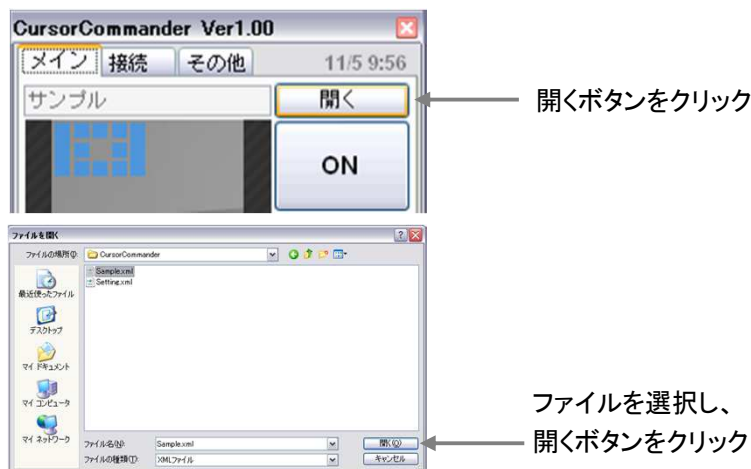 CursorCommander Ver1.00
メイン 接続 その他 11/5 9:56
サンプル 開く
開くボタンをクリック
ON
ファイルを開く
ファイルの場所(I): CursorCommander
Sample.xml
Setting.xml
最近使ったファイル
デスクトップ
マイ ドキュメント
マイ コンピュータ
マイ ネットワーク
ファイル名(N): Sample.xml 開く(O)
ファイルの種類(T): XMLファイル キャンセル
ファイルを選択し、
開くボタンをクリック